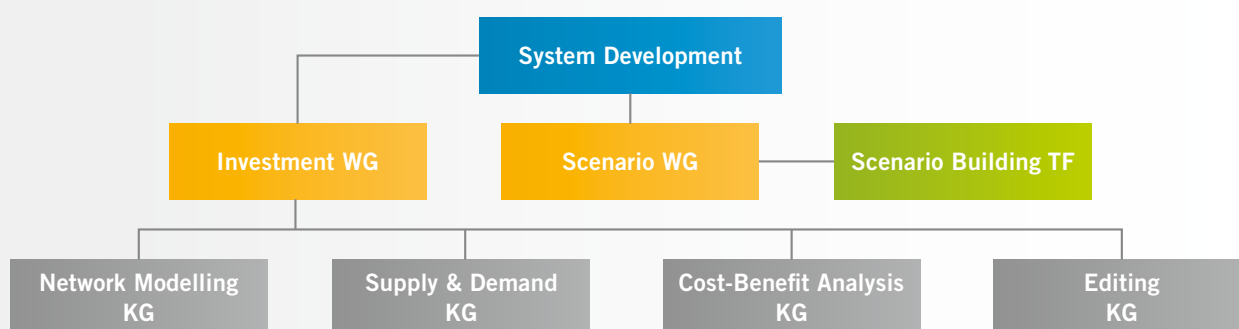 System Development
Investment WG
Scenario WG
Scenario Building TF
Network Modelling
KG
Supply & Demand
KG
Cost-Benefit Analysis
KG
Editing
KG